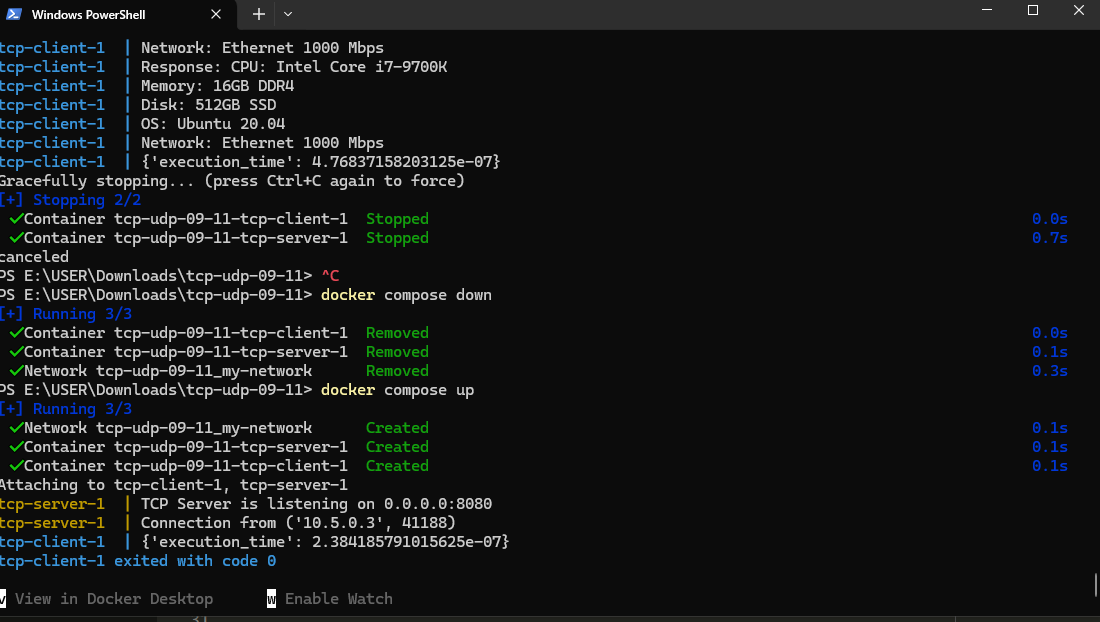 Windows PowerShell
tcp-client-1 | Network: Ethernet 1000 Mbps
tcp-client-1 | Response: CPU: Intel Core i7-9700K
tcp-client-1 | Memory: 16GB DDR4
tcp-client-1 | Disk: 512GB SSD
tcp-client-1 | OS: Ubuntu 20.04
tcp-client-1 | Network: Ethernet 1000 Mbps
tcp-client-1 | {'execution_time': 4.76837158203125e-07}
Gracefully stopping... (press Ctrl+C again to force)
[+] Stopping 2/2
✓Container tcp-udp-09-11-tcp-client-1 Stopped 0.0s
✓Container tcp-udp-09-11-tcp-server-1 Stopped 0.7s
canceled
PS E:\USER\Downloads\tcp-udp-09-11> ^C
PS E:\USER\Downloads\tcp-udp-09-11> docker compose down
[+] Running 3/3
✓Container tcp-udp-09-11-tcp-client-1 Removed 0.0s
✓Container tcp-udp-09-11-tcp-server-1 Removed 0.1s
✓Network tcp-udp-09-11_my-network Removed 0.3s
PS E:\USER\Downloads\tcp-udp-09-11> docker compose up
[+] Running 3/3
✓Network tcp-udp-09-11_my-network Created 0.1s
✓Container tcp-udp-09-11-tcp-server-1 Created 0.1s
✓Container tcp-udp-09-11-tcp-client-1 Created 0.1s
Attaching to tcp-client-1, tcp-server-1
tcp-server-1 | TCP Server is listening on 0.0.0.0:8080
tcp-server-1 | Connection from ('10.5.0.3', 41188)
tcp-client-1 | {'execution_time': 2.384185791015625e-07}
tcp-client-1 exited with code 0
v View in Docker Desktop w Enable Watch